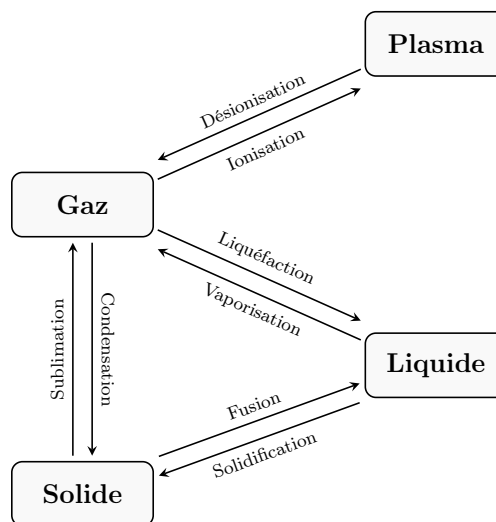 Plasma
Désionisation
Ionisation
Gaz
Liquéfaction
Vaporisation
Sublimation
Condensation
Liquide
Fusion
Solidification
Solide